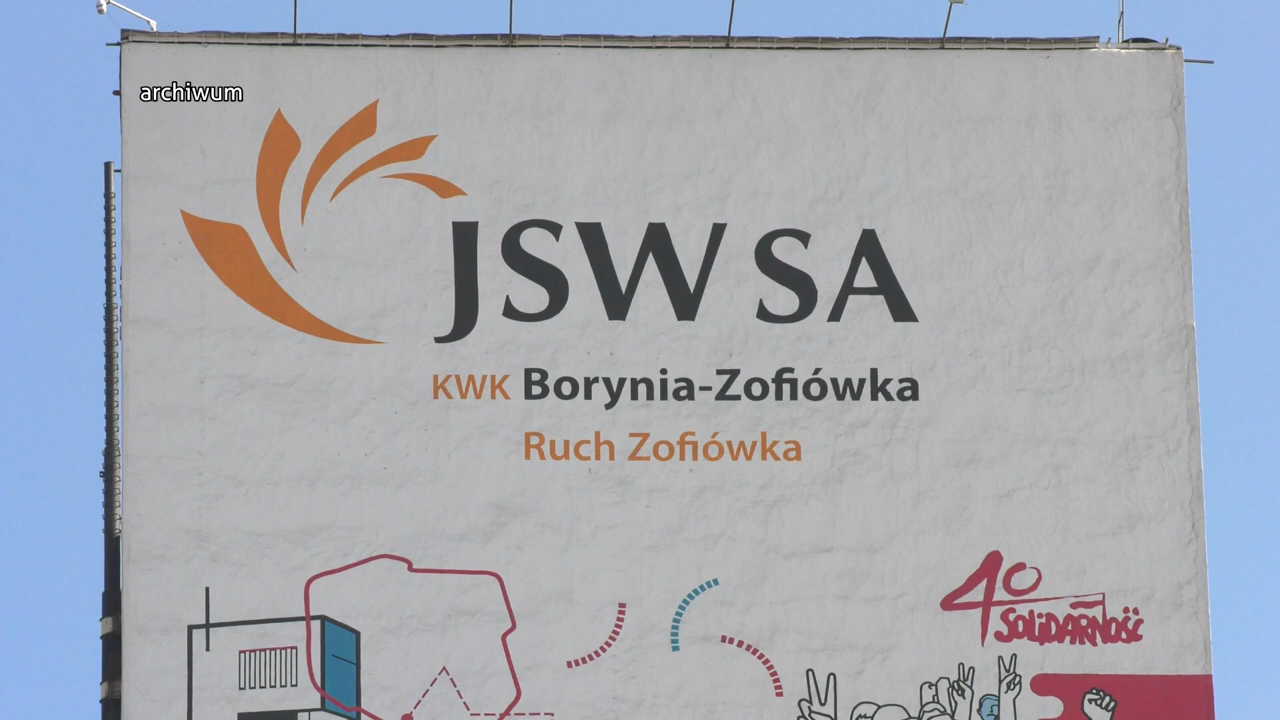 archiwum
JSW SA
KWK Borynia-Zofiówka
Ruch Zofiówka
40
SOLIDARNOŚĆ